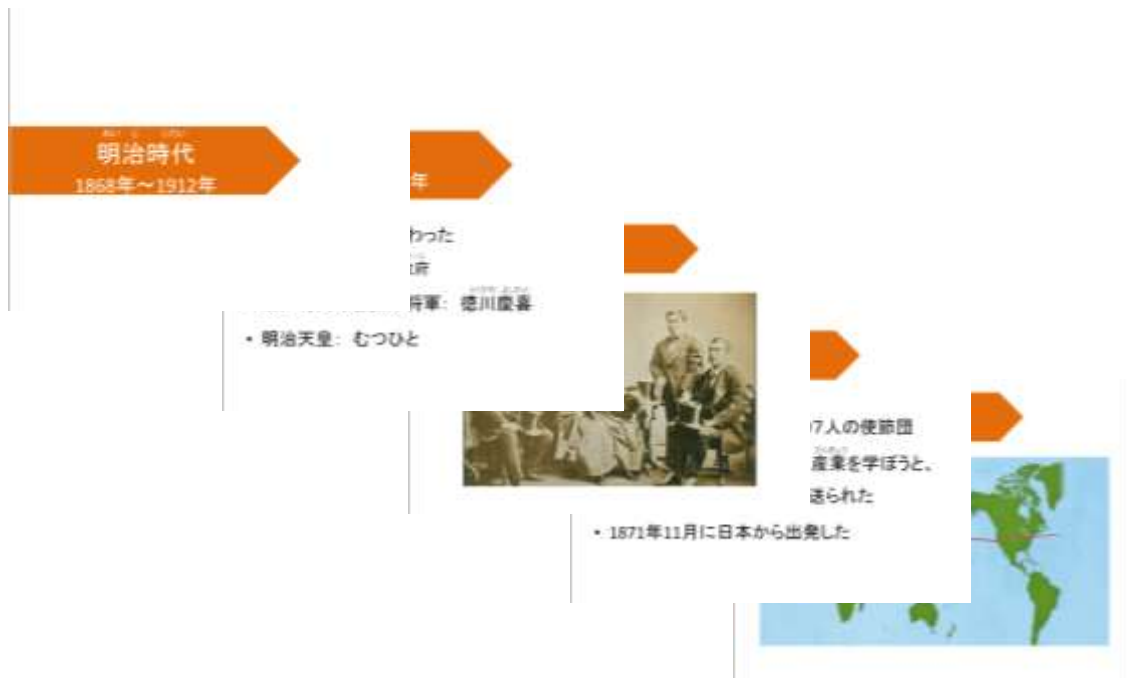 明治時代
1868年～1912年
年
わった
府
将軍： 徳川慶喜
• 明治天皇： むつひと
7人の使節団
産業を学ぼうと、
送られた
• 1871年11月に日本から出発した